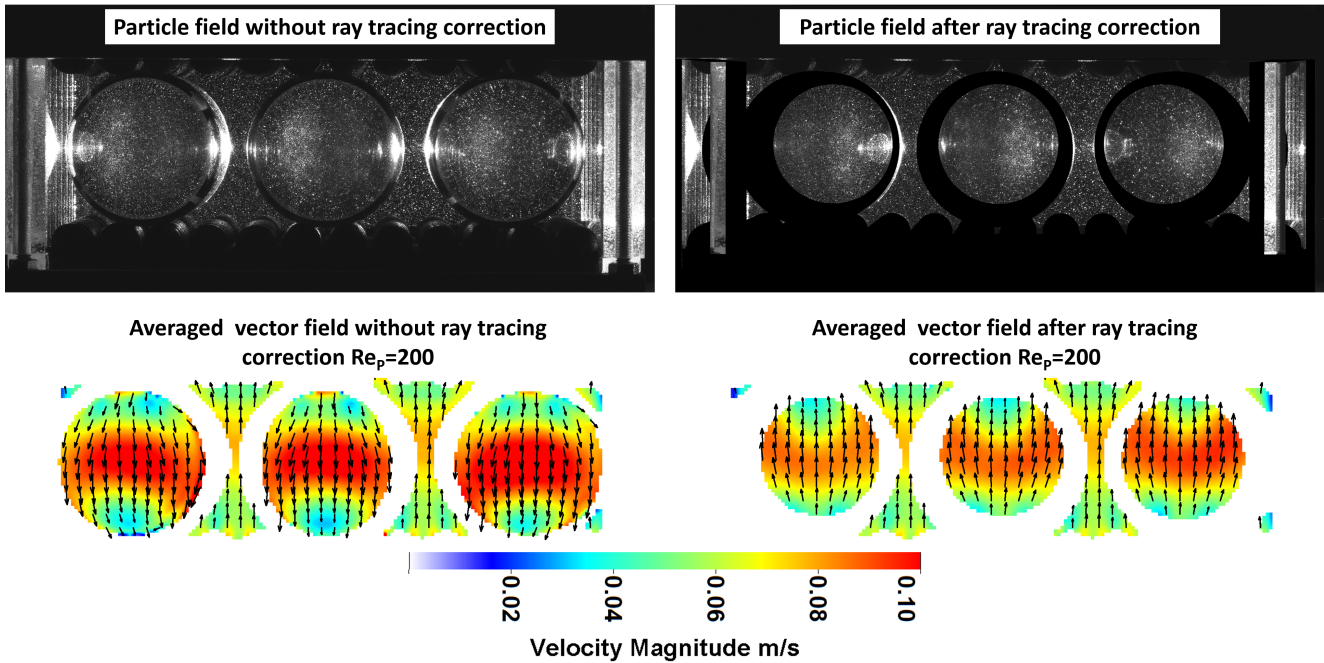 Particle field without ray tracing correction
Particle field after ray tracing correction
Averaged vector field without ray tracing
correction Reₚ=200
Averaged vector field after ray tracing
correction Reₚ=200
0.02
0.04
0.06
0.08
0.10
Velocity Magnitude m/s